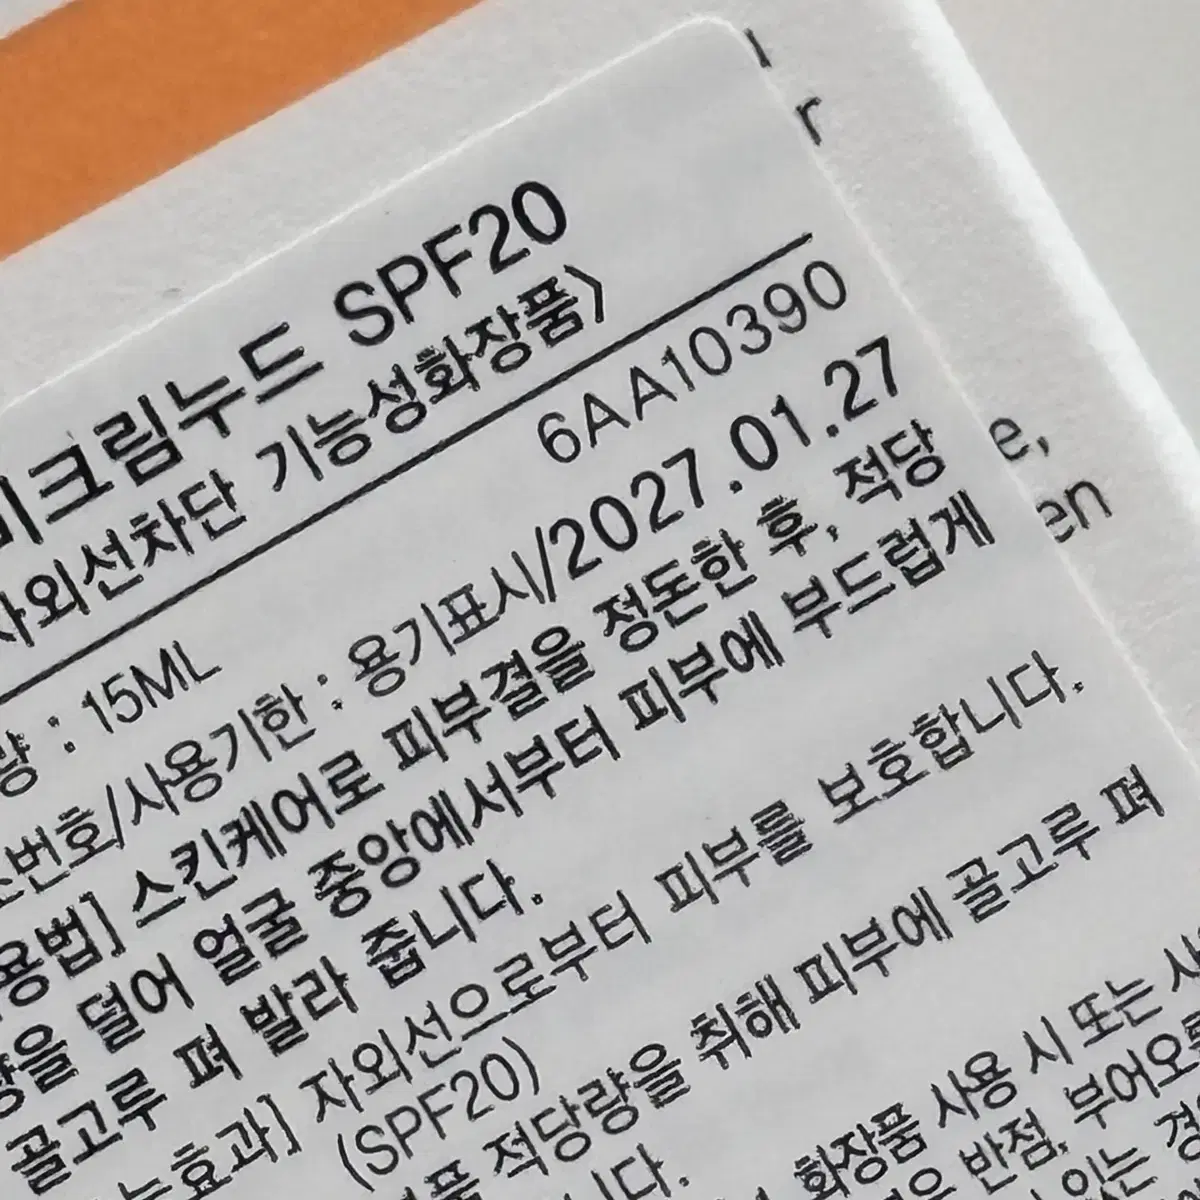 크림누드 SPF20
자외선차단 기능성화장품〉
6AA10390
: 15ML
번호/사용기한 : 용기표시/2027.01.27
용법] 스킨케어로 피부결을 정돈한 후, 적당
량을 덜어 얼굴 중앙에서부터 피부에 부드럽게
골고루 펴 발라 줍니다.
효과] 자외선으로부터 피부를 보호합니다.
(SPF20)
적당량을 취해 피부에 골고루 펴
화장품 사용 시 또는
반점, 부어오
있는
r
e,
en